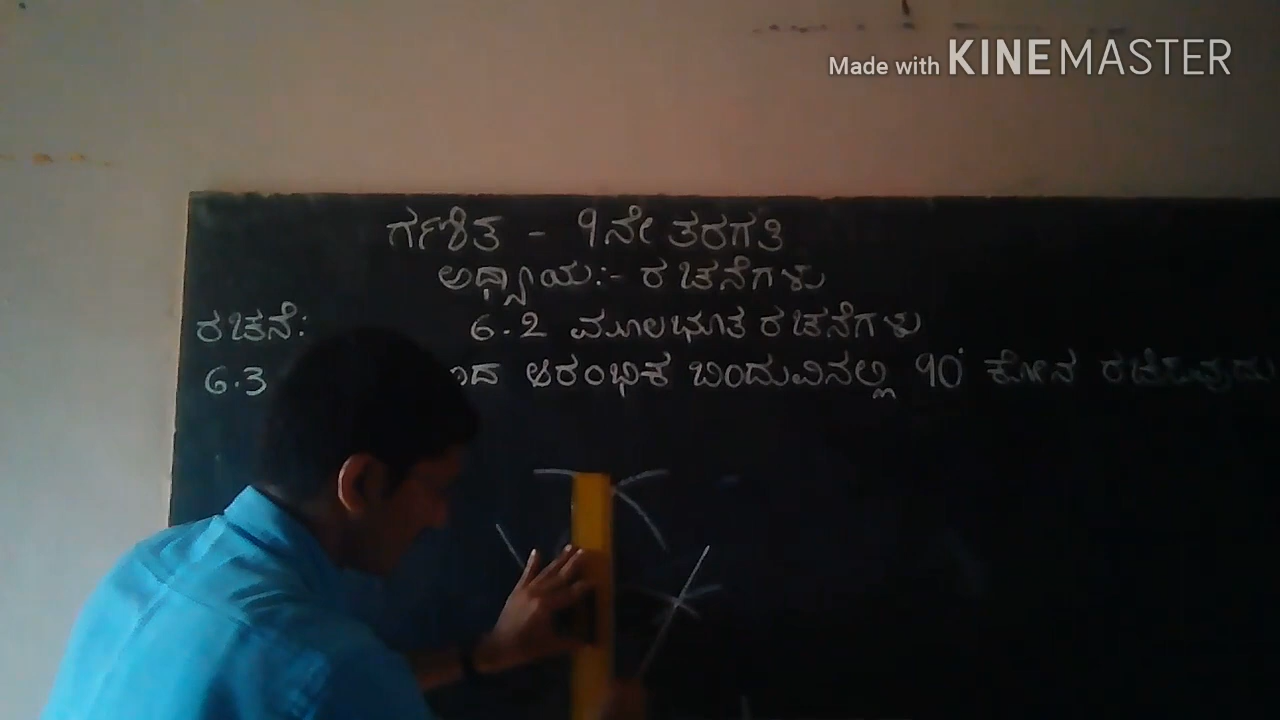 Made with KINEMASTER
ಗಣಿತ - 9ನೇ ತರಗತಿ
ಅಧ್ಯಾಯ:- ರಚನೆಗಳು
ರಚನೆ: 6.2 ಮೂಲಭೂತ ರಚನೆಗಳು
6.3 ಆರಂಭಿಕ ಬಿಂದುವಿನಲ್ಲಿ 90° ಕೋನ ರಚಿಸುವುದು